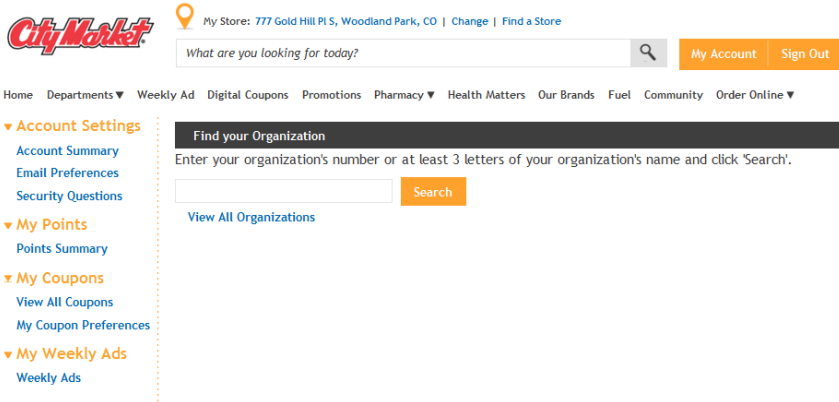 City Market.
My Store: 777 Gold Hill Pl S, Woodland Park, CO | Change | Find a Store
What are you looking for today?
My Account
Sign Out
Home Departments▼ Weekly Ad Digital Coupons Promotions Pharmacy▼ Health Matters Our Brands Fuel Community Order Online▼
Account Settings
Account Summary
Email Preferences
Security Questions
My Points
Points Summary
My Coupons
View All Coupons
My Coupon Preferences
My Weekly Ads
Weekly Ads
Find your Organization
Enter your organization's number or at least 3 letters of your organization's name and click 'Search'.
Search
View All Organizations